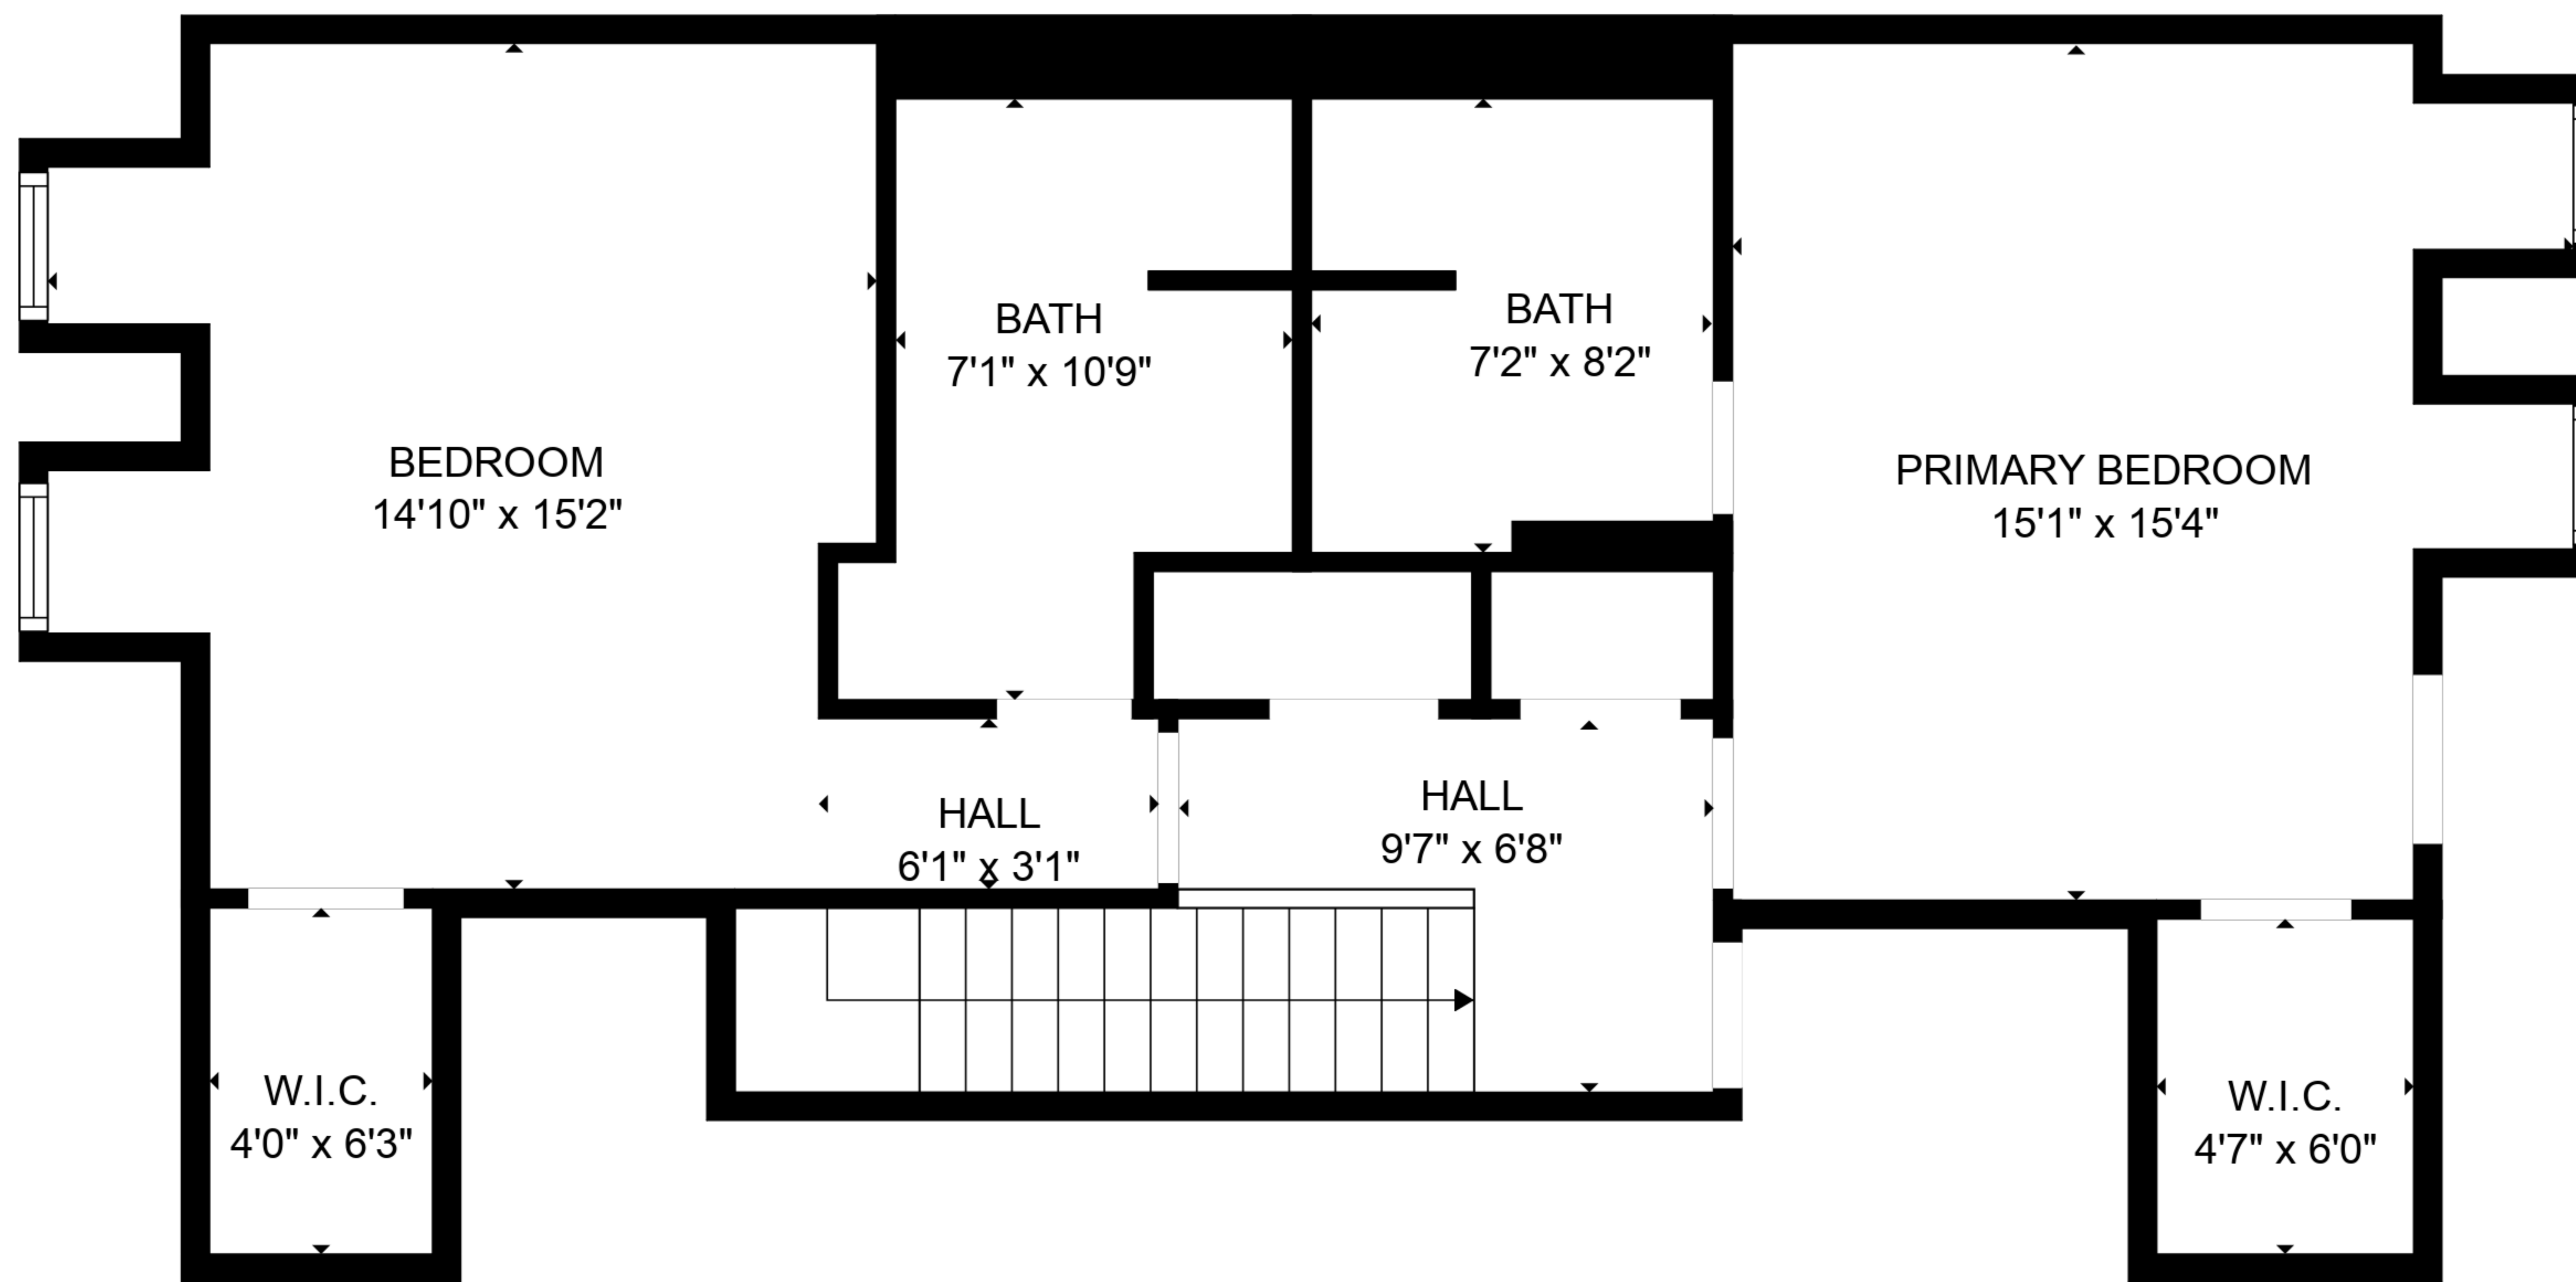 BEDROOM
14'10" x 15'2"
BATH
7'1" x 10'9"
BATH
7'2" x 8'2"
PRIMARY BEDROOM
15'1" x 15'4"
HALL
6'1" x 3'1"
HALL
9'7" x 6'8"
W.I.C.
4'0" x 6'3"
W.I.C.
4'7" x 6'0"